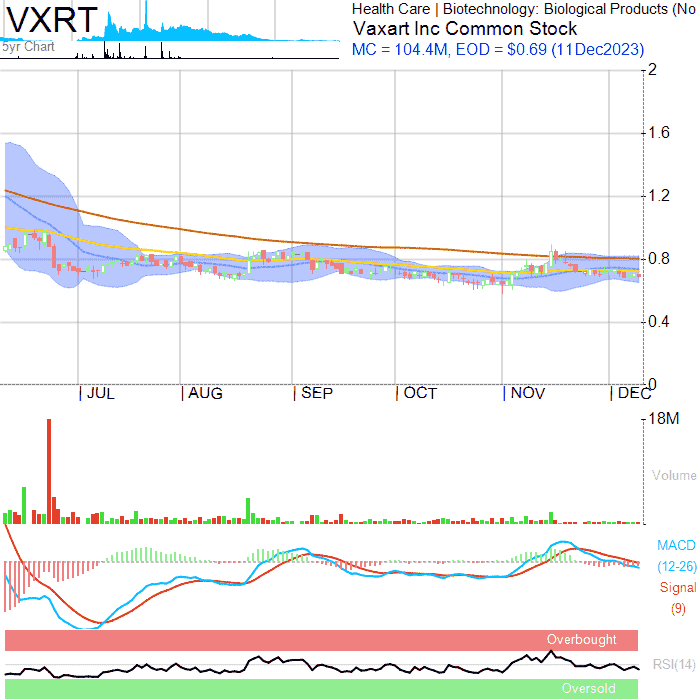 VXRT
5yr Chart
Health Care | Biotechnology: Biological Products (No
Vaxart Inc Common Stock
MC = 104.4M, EOD = $0.69 (11Dec2023)
2
1.6
1.2
0.8
0.4
0
| JUL | AUG | SEP | OCT | NOV | DEC
18M
Volume
MACD
(12-26)
Signal
(9)
Overbought
RSI(14)
Oversold